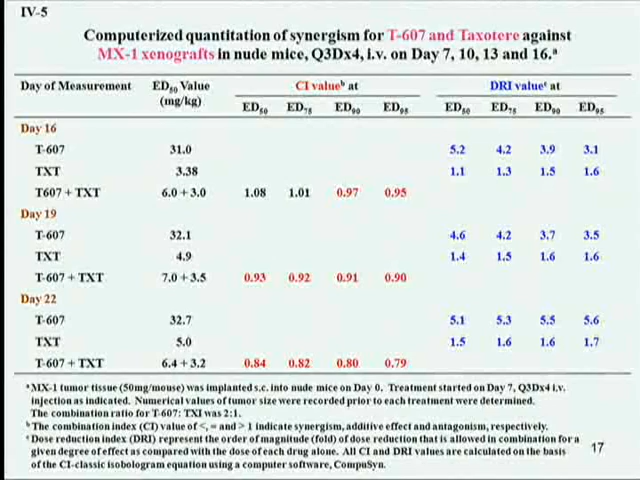 IV-5
Computerized quantitation of synergism for T-607 and Taxotere against
MX-1 xenografts in nude mice, Q3Dx4, i.v. on Day 7, 10, 13 and 16.ᵃ
Day of Measurement ED₅₀ Value CI valueᵇ at DRI valueᶜ at
(mg/kg)
ED₅₀ ED₇₅ ED₉₀ ED₉₅ ED₅₀ ED₇₅ ED₉₀ ED₉₅
Day 16
T-607 31.0 5.2 4.2 3.9 3.1
TXT 3.38 1.1 1.3 1.5 1.6
T607 + TXT 6.0 + 3.0 1.08 1.01 0.97 0.95
Day 19
T-607 32.1 4.6 4.2 3.7 3.5
TXT 4.9 1.4 1.5 1.6 1.6
T-607 + TXT 7.0 + 3.5 0.93 0.92 0.91 0.90
Day 22
T-607 32.7 5.1 5.3 5.5 5.6
TXT 5.0 1.5 1.6 1.6 1.7
T-607 + TXT 6.4 + 3.2 0.84 0.82 0.80 0.79
ᵃMX-1 tumor tissue (50mg/mouse) was implanted s.c. into nude mice on Day 0. Treatment started on Day 7, Q3Dx4 i.v.
injection as indicated. Numerical values of tumor size were recorded prior to each treatment were determined.
The combination ratio for T-607: TXT was 2:1.
ᵇThe combination index (CI) value of <, = and > 1 indicate synergism, additive effect and antagonism, respectively.
ᶜDose reduction index (DRI) represent the order of magnitude (fold) of dose reduction that is allowed in combination for a
given degree of effect as compared with the dose of each drug alone. All CI and DRI values are calculated on the basis
of the CI-classic isobologram equation using a computer software, CompuSyn.
17